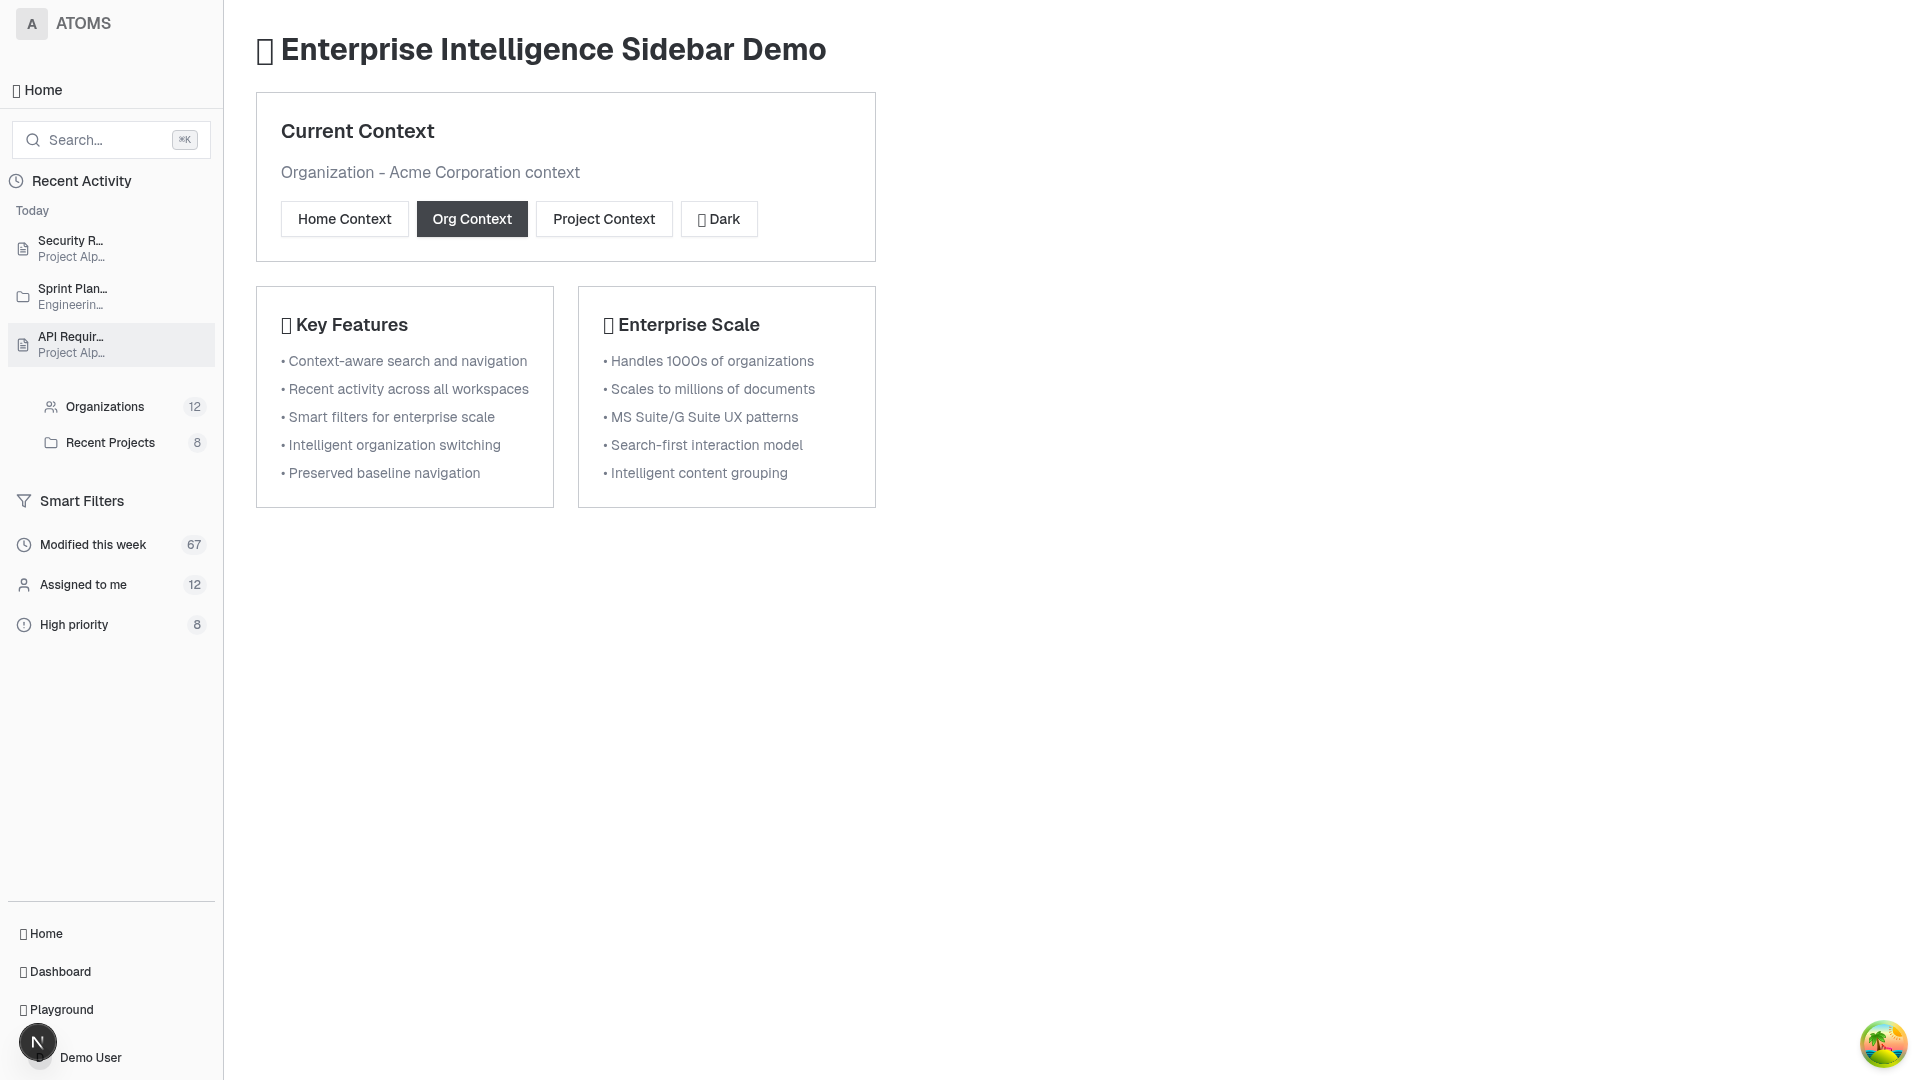 A ATOMS
Home
Search... ⌘K
Recent Activity
Today
Security R...
Project Alp...
Sprint Plan...
Engineerin...
API Requir...
Project Alp...
Organizations 12
Recent Projects 8
Smart Filters
Modified this week 67
Assigned to me 12
High priority 8
Home
Dashboard
Playground
N
Demo User
Enterprise Intelligence Sidebar Demo
Current Context
Organization - Acme Corporation context
Home Context Org Context Project Context Dark
Key Features
• Context-aware search and navigation
• Recent activity across all workspaces
• Smart filters for enterprise scale
• Intelligent organization switching
• Preserved baseline navigation
Enterprise Scale
• Handles 1000s of organizations
• Scales to millions of documents
• MS Suite/G Suite UX patterns
• Search-first interaction model
• Intelligent content grouping